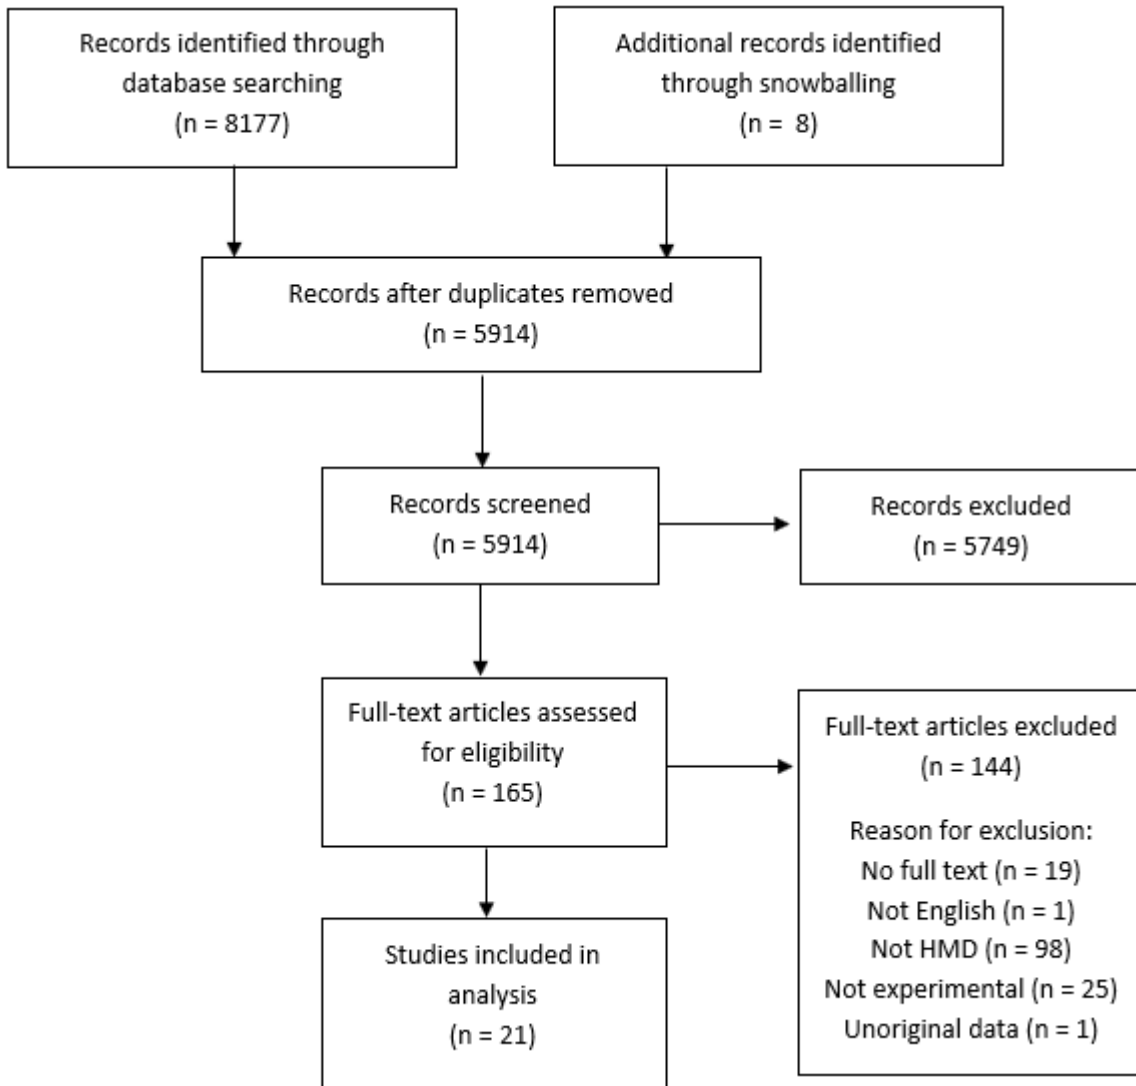 Records identified through
database searching
(n = 8177)
Additional records identified
through snowballing
(n =  8)
Records after duplicates removed
(n = 5914)
Records screened
(n = 5914)
Records excluded
(n = 5749)
Full-text articles assessed
for eligibility
(n = 165)
Full-text articles excluded
(n = 144)
Reason for exclusion:
No full text (n = 19)
Not English (n = 1)
Not HMD (n = 98)
Not experimental (n = 25)
Unoriginal data (n = 1)
Studies included in
analysis
(n = 21)